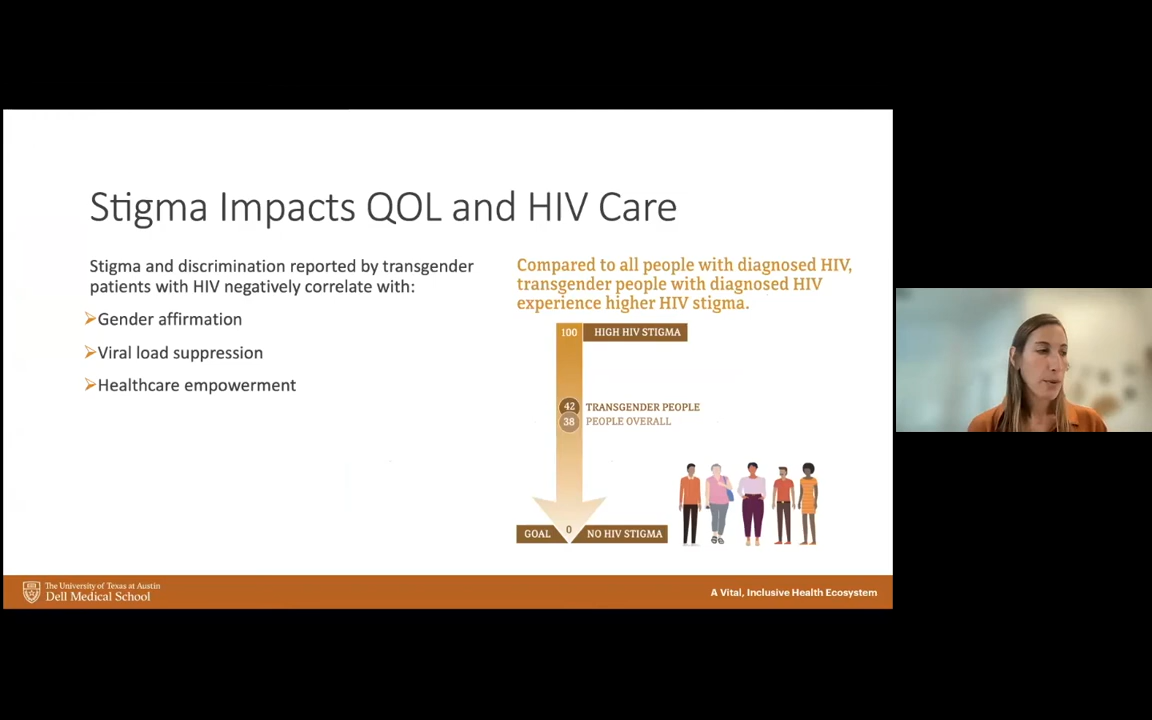 Stigma Impacts QOL and HIV Care
Stigma and discrimination reported by transgender
patients with HIV negatively correlate with:
Gender affirmation
Viral load suppression
Healthcare empowerment
Compared to all people with diagnosed HIV,
transgender people with diagnosed HIV
experience higher HIV stigma.
100 HIGH HIV STIGMA
42 TRANSGENDER PEOPLE
38 PEOPLE OVERALL
GOAL 0 NO HIV STIGMA
The University of Texas at Austin
Dell Medical School
A Vital, Inclusive Health Ecosystem